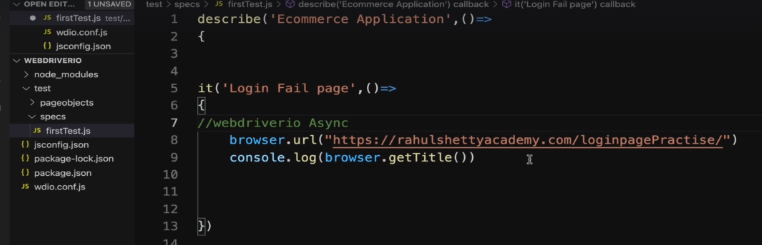 OPEN EDIT... 1 UNSAVED
JS firstTest.js test/...
JS wdio.conf.js
{} jsconfig.json
WEBDRIVERIO
node_modules
test
pageobjects
specs
JS firstTest.js
{} jsconfig.json
{} package-lock.json
{} package.json
JS wdio.conf.js
test > specs > JS firstTest.js > describe('Ecommerce Application') callback > it('Login Fail page') callback
1 describe('Ecommerce Application',()=>
2 {
3
4
5 it('Login Fail page',()=>
6 {
7 //webdriverio Async
8 browser.url("https://rahulshettyacademy.com/loginpagePractise/")
9 console.log(browser.getTitle())
10
11
12
13 })
14